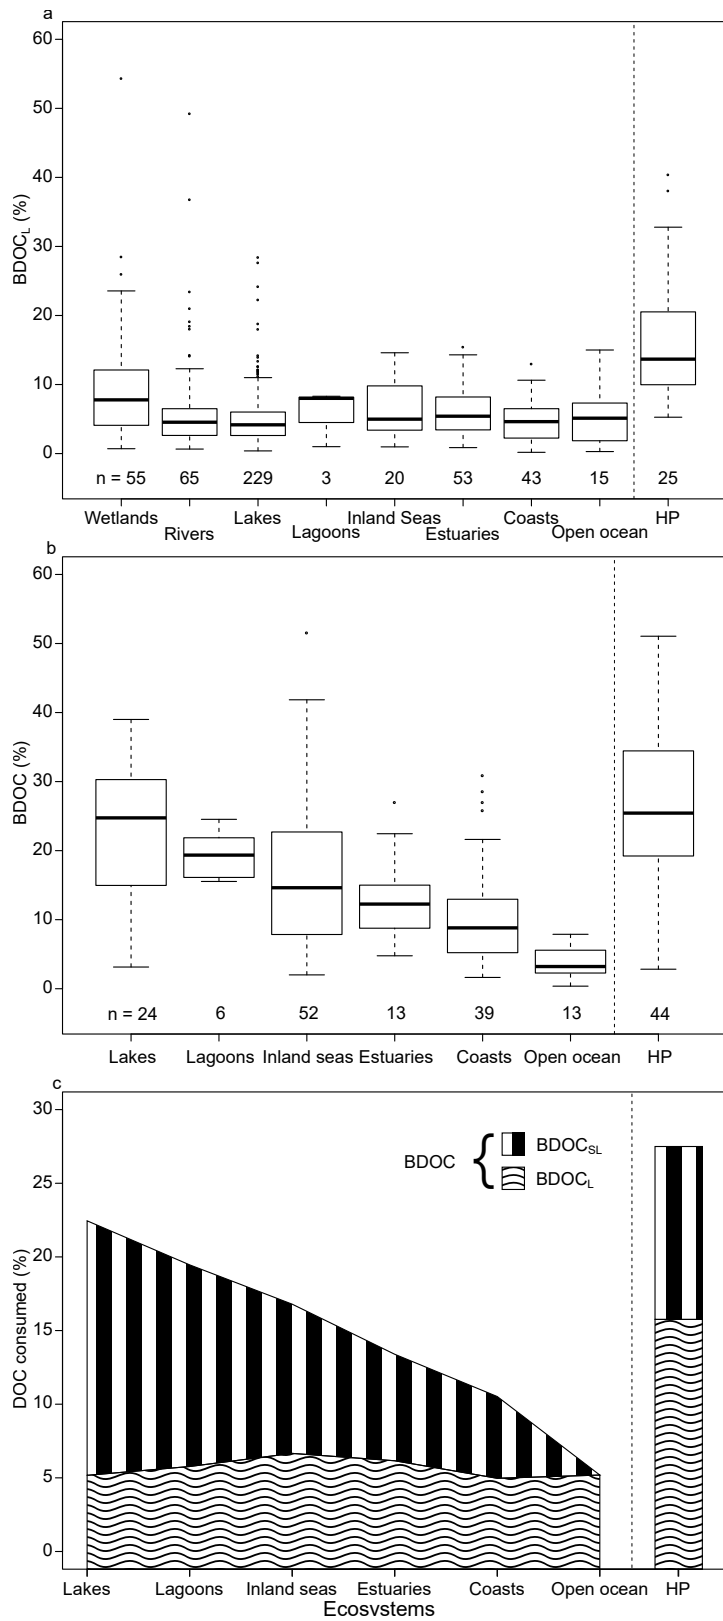 a
60
50
40
30
20
10
0
BDOCL (%)
n = 55 65 229 3 20 53 43 15 25
Wetlands Rivers Lakes Lagoons Inland Seas Estuaries Coasts Open ocean HP
b
60
50
40
30
20
10
0
BDOC (%)
n = 24 6 52 13 39 13 44
Lakes Lagoons Inland seas Estuaries Coasts Open ocean HP
c
30
25
20
15
10
5
0
DOC consumed (%)
BDOC { BDOCSL
BDOCL
Lakes Lagoons Inland seas Estuaries Coasts Open ocean HP
Ecosystems